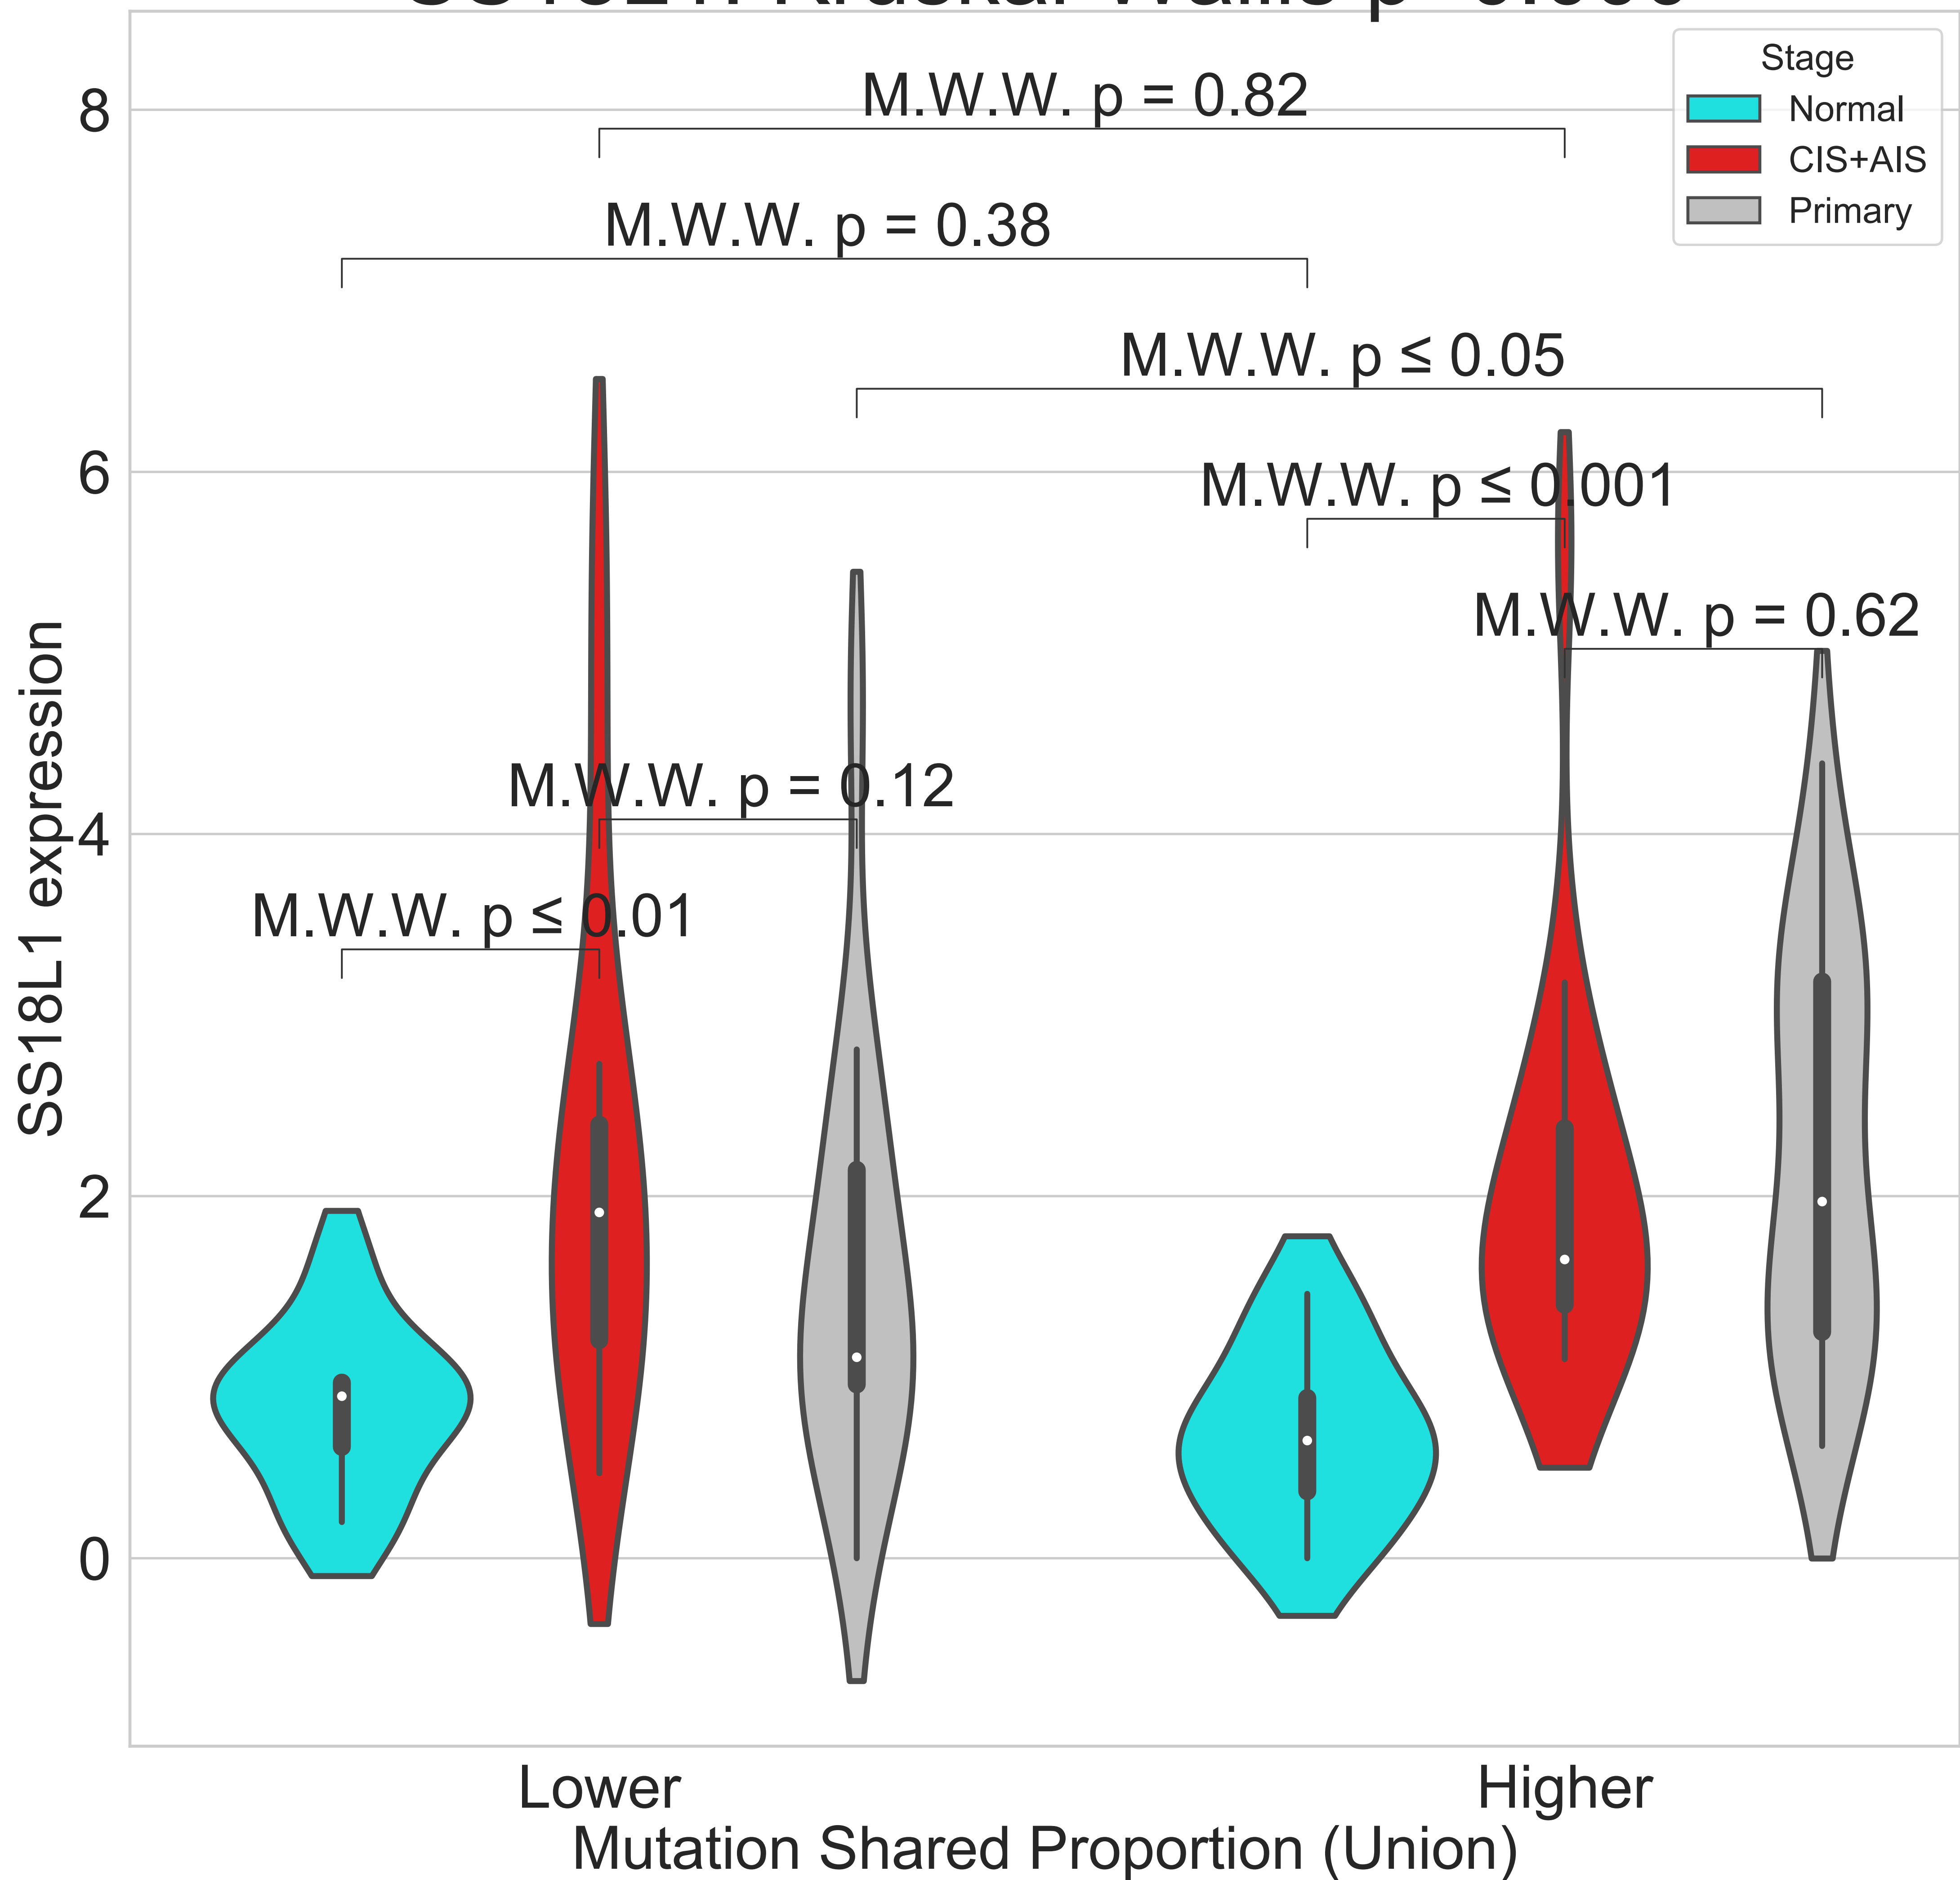 Stage
Normal
CIS+AIS
Primary
M.W.W. p = 0.82
M.W.W. p = 0.38
M.W.W. p ≤ 0.05
M.W.W. p ≤ 0.001
M.W.W. p = 0.62
M.W.W. p = 0.12
M.W.W. p ≤ 0.01
SS18L1 expression
8
6
4
2
0
Lower
Higher
Mutation Shared Proportion (Union)